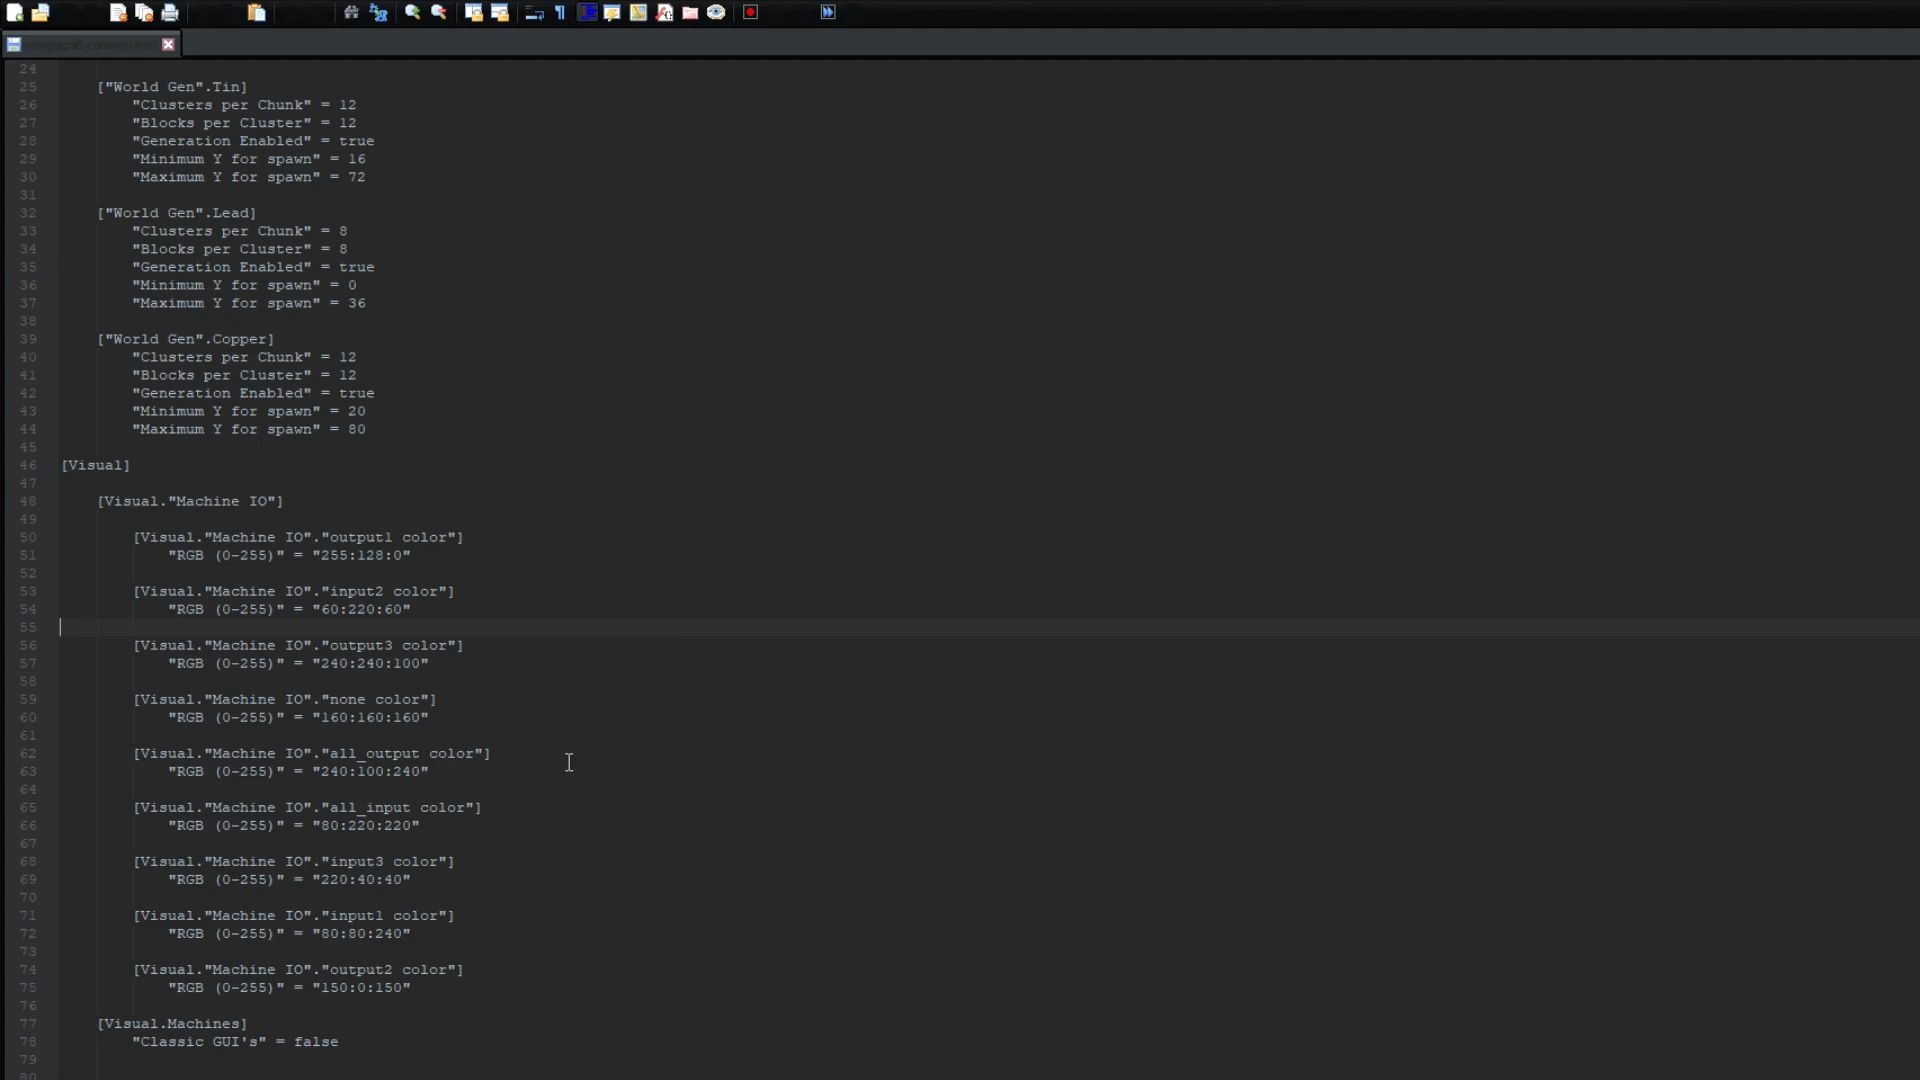 24
25 ["World Gen".Tin]
26 "Clusters per Chunk" = 12
27 "Blocks per Cluster" = 12
28 "Generation Enabled" = true
29 "Minimum Y for spawn" = 16
30 "Maximum Y for spawn" = 72
31
32 ["World Gen".Lead]
33 "Clusters per Chunk" = 8
34 "Blocks per Cluster" = 8
35 "Generation Enabled" = true
36 "Minimum Y for spawn" = 0
37 "Maximum Y for spawn" = 36
38
39 ["World Gen".Copper]
40 "Clusters per Chunk" = 12
41 "Blocks per Cluster" = 12
42 "Generation Enabled" = true
43 "Minimum Y for spawn" = 20
44 "Maximum Y for spawn" = 80
45
46 [Visual]
47
48 [Visual."Machine IO"]
49
50 [Visual."Machine IO"."output1 color"]
51 "RGB (0-255)" = "255:128:0"
52
53 [Visual."Machine IO"."input2 color"]
54 "RGB (0-255)" = "60:220:60"
55
56 [Visual."Machine IO"."output3 color"]
57 "RGB (0-255)" = "240:240:100"
58
59 [Visual."Machine IO"."none color"]
60 "RGB (0-255)" = "160:160:160"
61
62 [Visual."Machine IO"."all_output color"]
63 "RGB (0-255)" = "240:100:240"
64
65 [Visual."Machine IO"."all_input color"]
66 "RGB (0-255)" = "80:220:220"
67
68 [Visual."Machine IO"."input3 color"]
69 "RGB (0-255)" = "220:40:40"
70
71 [Visual."Machine IO"."input1 color"]
72 "RGB (0-255)" = "80:80:240"
73
74 [Visual."Machine IO"."output2 color"]
75 "RGB (0-255)" = "150:0:150"
76
77 [Visual.Machines]
78 "Classic GUI's" = false
79
80